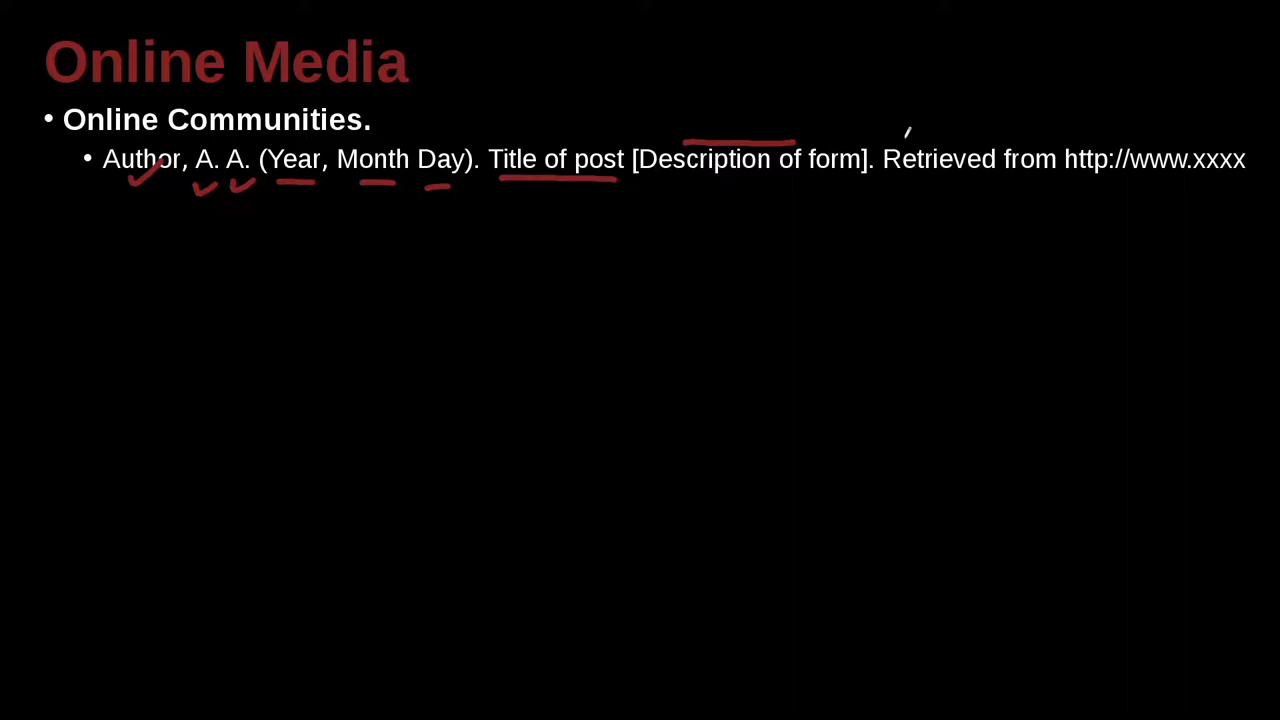 Online Media
• Online Communities.
• Author, A. A. (Year, Month Day). Title of post [Description of form]. Retrieved from http://www.xxxx